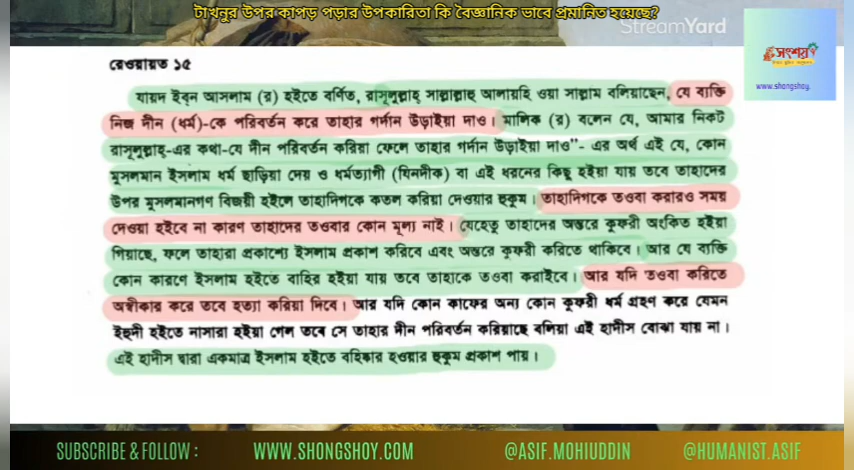 টাখনুর উপর কাপড় পড়ার উপকারিতা কি বৈজ্ঞানিক ভাবে প্রমানিত হয়েছে?
StreamYard
সংশয়
www.shongshoy.com
রেওয়ায়ত ১৫
যায়দ ইবন আসলাম (র) হইতে বর্ণিত, রাসূলুল্লাহ্ সাল্লাল্লাহু আলায়হি ওয়া সাল্লাম বলিয়াছেন, যে ব্যক্তি
নিজ দীন (ধর্ম)-কে পরিবর্তন করে তাহার গর্দান উড়াইয়া দাও। মালিক (র) বলেন যে, আমার নিকট
রাসূলুল্লাহ্-এর কথা-যে দীন পরিবর্তন করিয়া ফেলে তাহার গর্দান উড়াইয়া দাও"- এর অর্থ এই যে, কোন
মুসলমান ইসলাম ধর্ম ছাড়িয়া দেয় ও ধর্মত্যাগী (যিনদীক) বা এই ধরনের কিছু হইয়া যায় তবে তাহাদের
উপর মুসলমানগণ বিজয়ী হইলে তাহাদিগকে কতল করিয়া দেওয়ার হুকুম। তাহাদিগকে তওবা করারও সময়
দেওয়া হইবে না কারণ তাহাদের তওবার কোন মূল্য নাই। যেহেতু তাহাদের অন্তরে কুফরী অংকিত হইয়া
গিয়াছে, ফলে তাহারা প্রকাশ্যে ইসলাম প্রকাশ করিবে এবং অন্তরে কুফরী করিতে থাকিবে। আর যে ব্যক্তি
কোন কারণে ইসলাম হইতে বাহির হইয়া যায় তবে তাহাকে তওবা করাইবে। আর যদি তওবা করিতে
অস্বীকার করে তবে হত্যা করিয়া দিবে। আর যদি কোন কাফের অন্য কোন কুফরী ধর্ম গ্রহণ করে যেমন
ইহুদী হইতে নাসারা হইয়া গেল তবে সে তাহার দীন পরিবর্তন করিয়াছে বলিয়া এই হাদীস বোঝা যায় না।
এই হাদীস দ্বারা একমাত্র ইসলাম হইতে বহিষ্কার হওয়ার হুকুম প্রকাশ পায়।
SUBSCRIBE & FOLLOW : WWW.SHONGSHOY.COM @ASIF.MOHIUDDIN @HUMANIST.ASIF